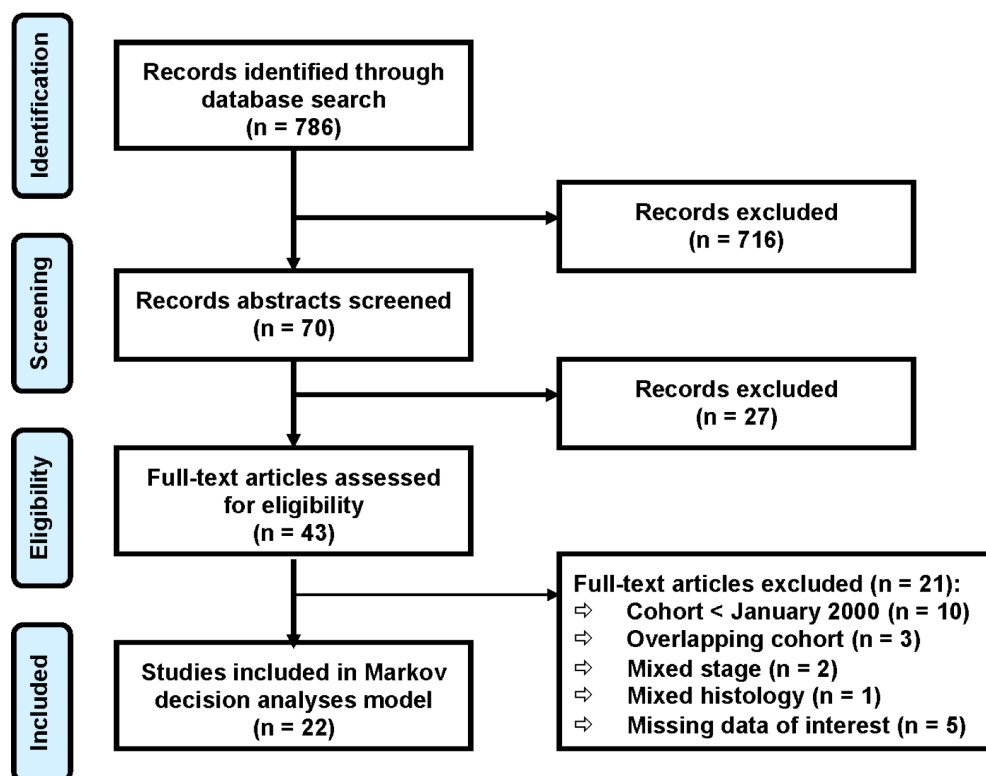 Identification
Records identified through
database search
(n = 786)
Records excluded
(n = 716)
Screening
Records abstracts screened
(n = 70)
Records excluded
(n = 27)
Eligibility
Full-text articles assessed
for eligibility
(n = 43)
Full-text articles excluded (n = 21):
⇨ Cohort < January 2000 (n = 10)
⇨ Overlapping cohort (n = 3)
⇨ Mixed stage (n = 2)
⇨ Mixed histology (n = 1)
⇨ Missing data of interest (n = 5)
Included
Studies included in Markov
decision analyses model
(n = 22)